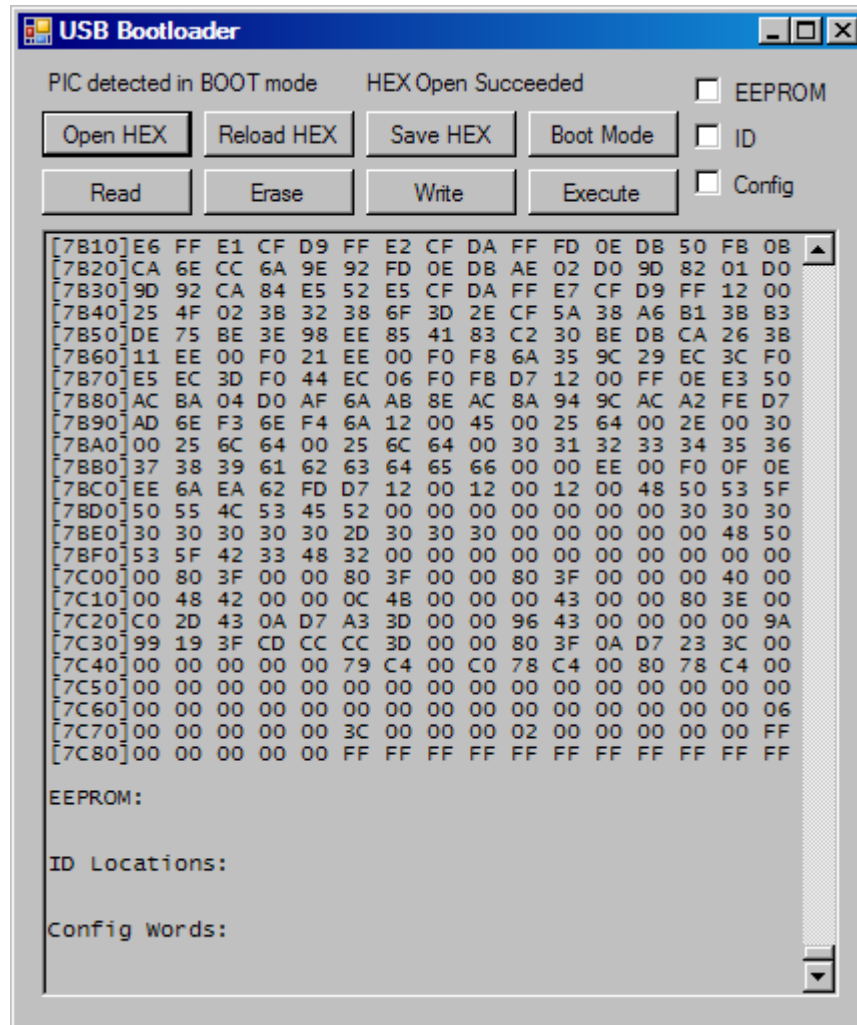 USB Bootloader
PIC detected in BOOT mode HEX Open Succeeded
EEPROM
Open HEX Reload HEX Save HEX Boot Mode
ID
Read Erase Write Execute
Config
[7B10]E6 FF E1 CF D9 FF E2 CF DA FF FD 0E DB 50 FB 0B
[7B20]CA 6E CC 6A 9E 92 FD 0E DB AE 02 D0 9D 82 01 D0
[7B30]9D 92 CA 84 E5 52 E5 CF DA FF E7 CF D9 FF 12 00
[7B40]25 4F 02 3B 32 38 6F 3D 2E CF 5A 38 A6 B1 3B B3
[7B50]DE 75 BE 3E 98 EE 85 41 83 C2 30 BE DB CA 26 3B
[7B60]11 EE 00 F0 21 EE 00 F0 F8 6A 35 9C 29 EC 3C F0
[7B70]E5 EC 3D F0 44 EC 06 F0 FB D7 12 00 FF 0E E3 50
[7B80]AC BA 04 D0 AF 6A AB 8E AC 8A 94 9C AC A2 FE D7
[7B90]AD 6E F3 6E F4 6A 12 00 45 00 25 64 00 2E 00 30
[7BA0]00 25 6C 64 00 25 6C 64 00 30 31 32 33 34 35 36
[7BB0]37 38 39 61 62 63 64 65 66 00 00 EE 00 F0 0F 0E
[7BC0]EE 6A EA 62 FD D7 12 00 12 00 12 00 48 50 53 5F
[7BD0]50 55 4C 53 45 52 00 00 00 00 00 00 00 30 30 30
[7BE0]30 30 30 30 30 2D 30 30 30 00 00 00 00 00 48 50
[7BF0]53 5F 42 33 48 32 00 00 00 00 00 00 00 00 00 00
[7C00]00 80 3F 00 00 80 3F 00 00 80 3F 00 00 00 40 00
[7C10]00 48 42 00 00 0C 4B 00 00 00 43 00 00 80 3E 00
[7C20]C0 2D 43 0A D7 A3 3D 00 00 96 43 00 00 00 00 9A
[7C30]99 19 3F CD CC CC 3D 00 00 80 3F 0A D7 23 3C 00
[7C40]00 00 00 00 00 79 C4 00 C0 78 C4 00 80 78 C4 00
[7C50]00 00 00 00 00 00 00 00 00 00 00 00 00 00 00 00
[7C60]00 00 00 00 00 00 00 00 00 00 00 00 00 00 00 06
[7C70]00 00 00 00 00 3C 00 00 00 02 00 00 00 00 00 FF
[7C80]00 00 00 00 00 FF FF FF FF FF FF FF FF FF FF FF
EEPROM:
ID Locations:
Config Words: